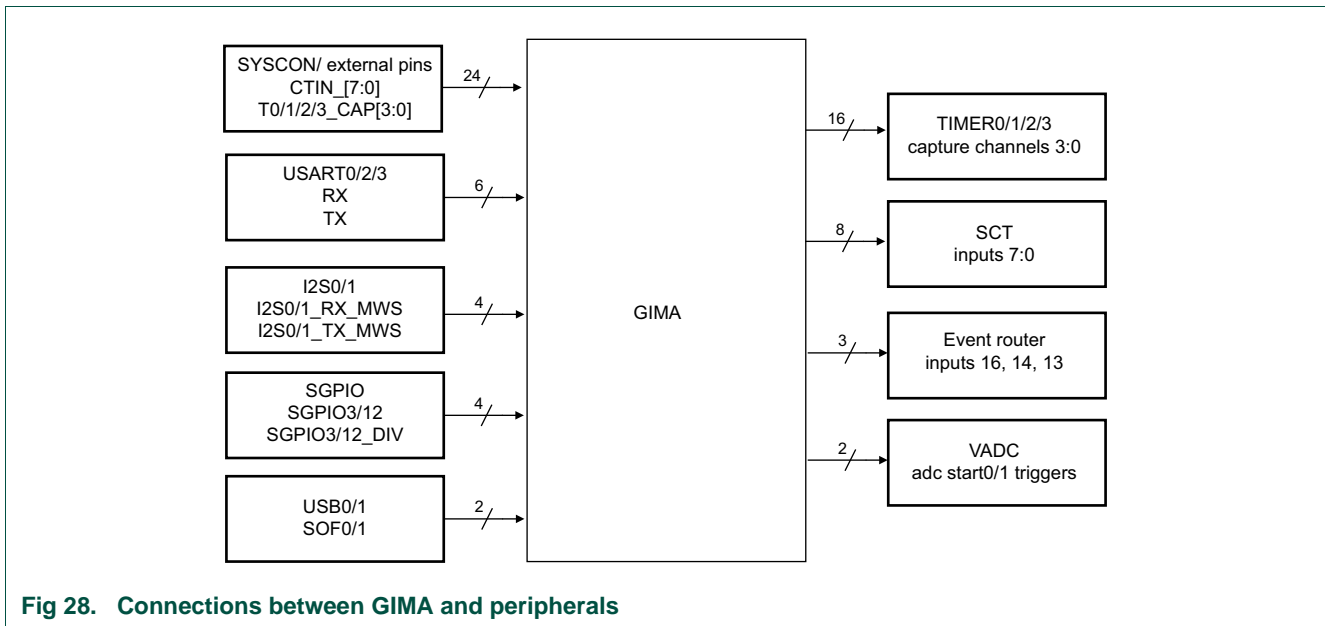 SYSCON/ external pins
CTIN_[7:0]
T0/1/2/3_CAP[3:0]
24
USART0/2/3
RX
TX
6
I2S0/1
I2S0/1_RX_MWS
I2S0/1_TX_MWS
4
SGPIO
SGPIO3/12
SGPIO3/12_DIV
4
USB0/1
SOF0/1
2
GIMA
16
TIMER0/1/2/3
capture channels 3:0
8
SCT
inputs 7:0
3
Event router
inputs 16, 14, 13
2
VADC
adc start0/1 triggers
Fig 28. Connections between GIMA and peripherals